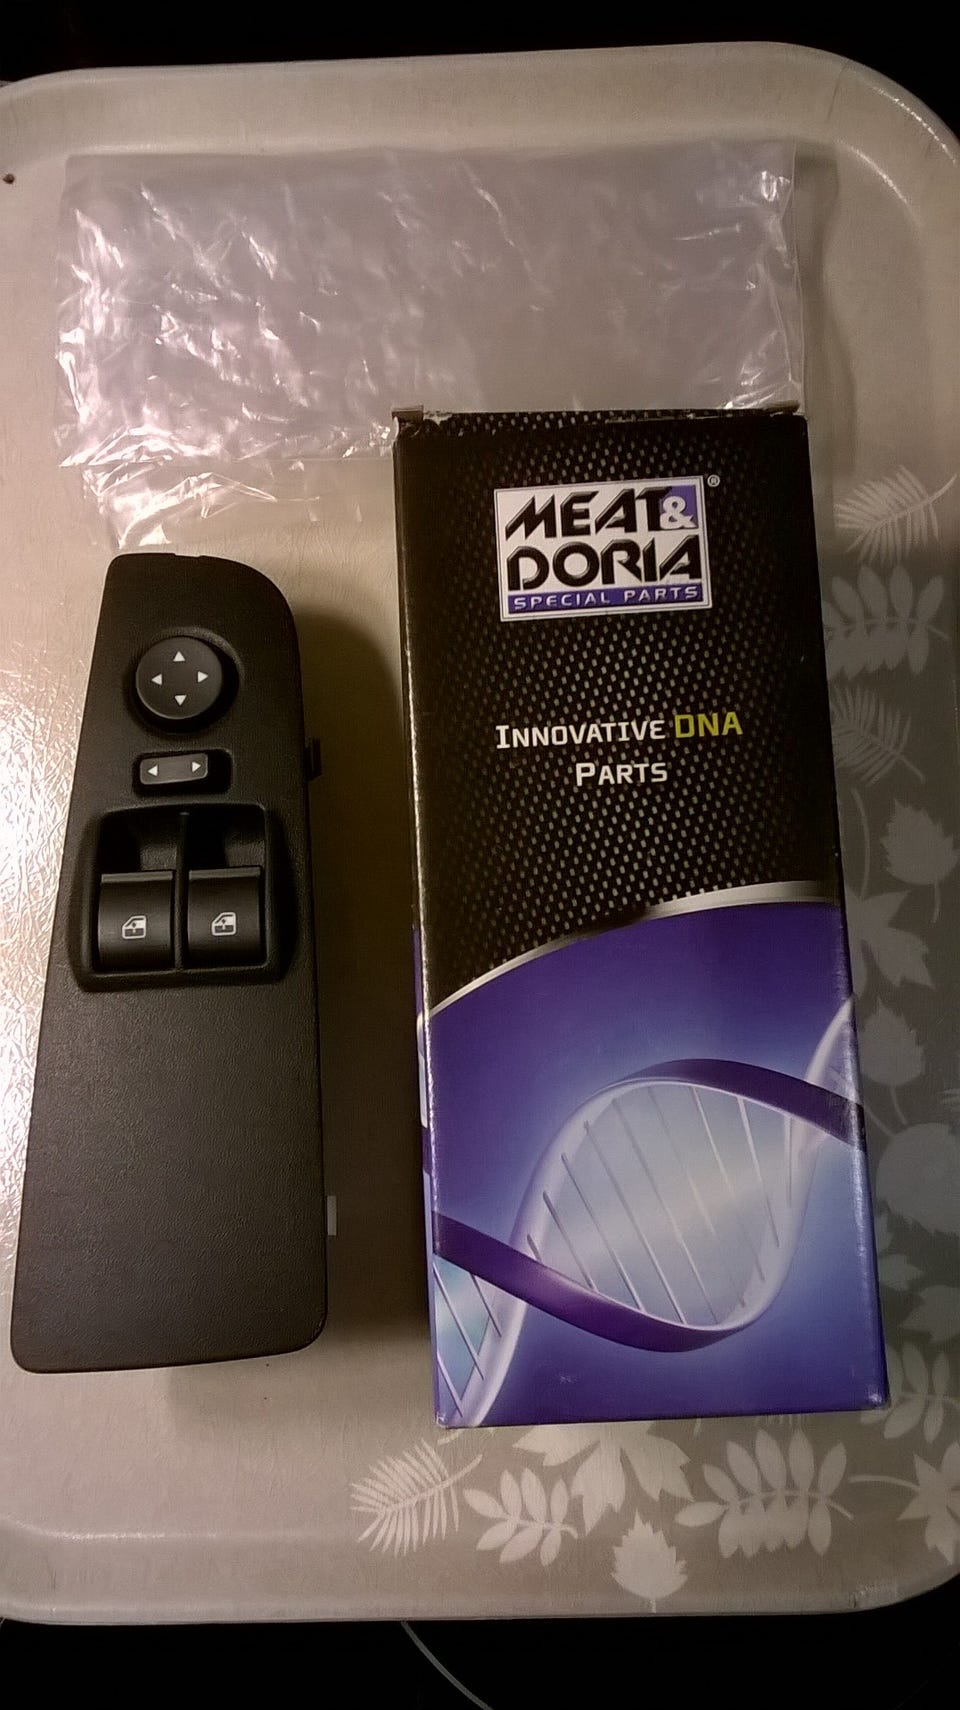 MEAT&
DORIA®
SPECIAL PARTS
INNOVATIVE DNA
PARTS